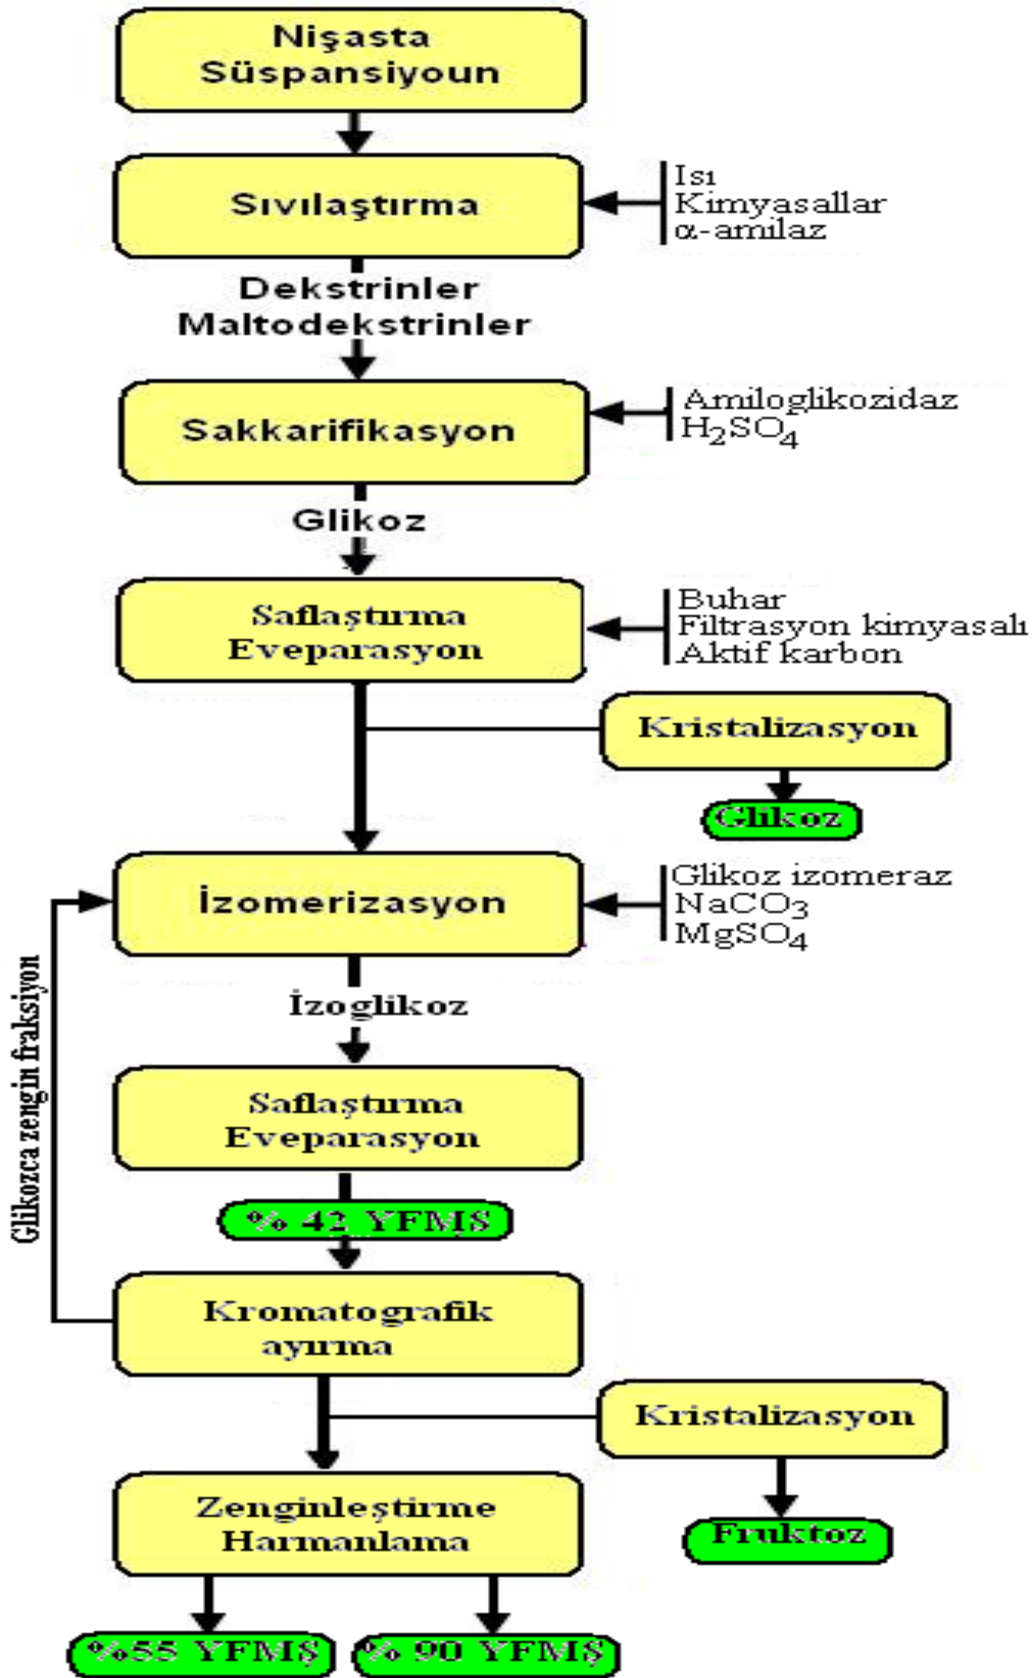 Nişasta
Süspansiyoun
Sıvılaştırma
Isı
Kimyasallar
α-amilaz
Dekstrinler
Maltodekstrinler
Sakkarifikasyon
Amiloglikozidaz
H₂SO₄
Glikoz
Saflaştırma
Eveparasyon
Buhar
Filtrasyon kimyasalı
Aktif karbon
Kristalizasyon
Glikoz
İzomerizasyon
Glikoz izomeraz
NaCO₃
MgSO₄
Glikozca zengin fraksiyon
İzoglikoz
Saflaştırma
Eveparasyon
% 42 YFMŞ
Kromatografik
ayırma
Kristalizasyon
Fruktoz
Zenginleştirme
Harmanlama
%55 YFMŞ
% 90 YFMŞ